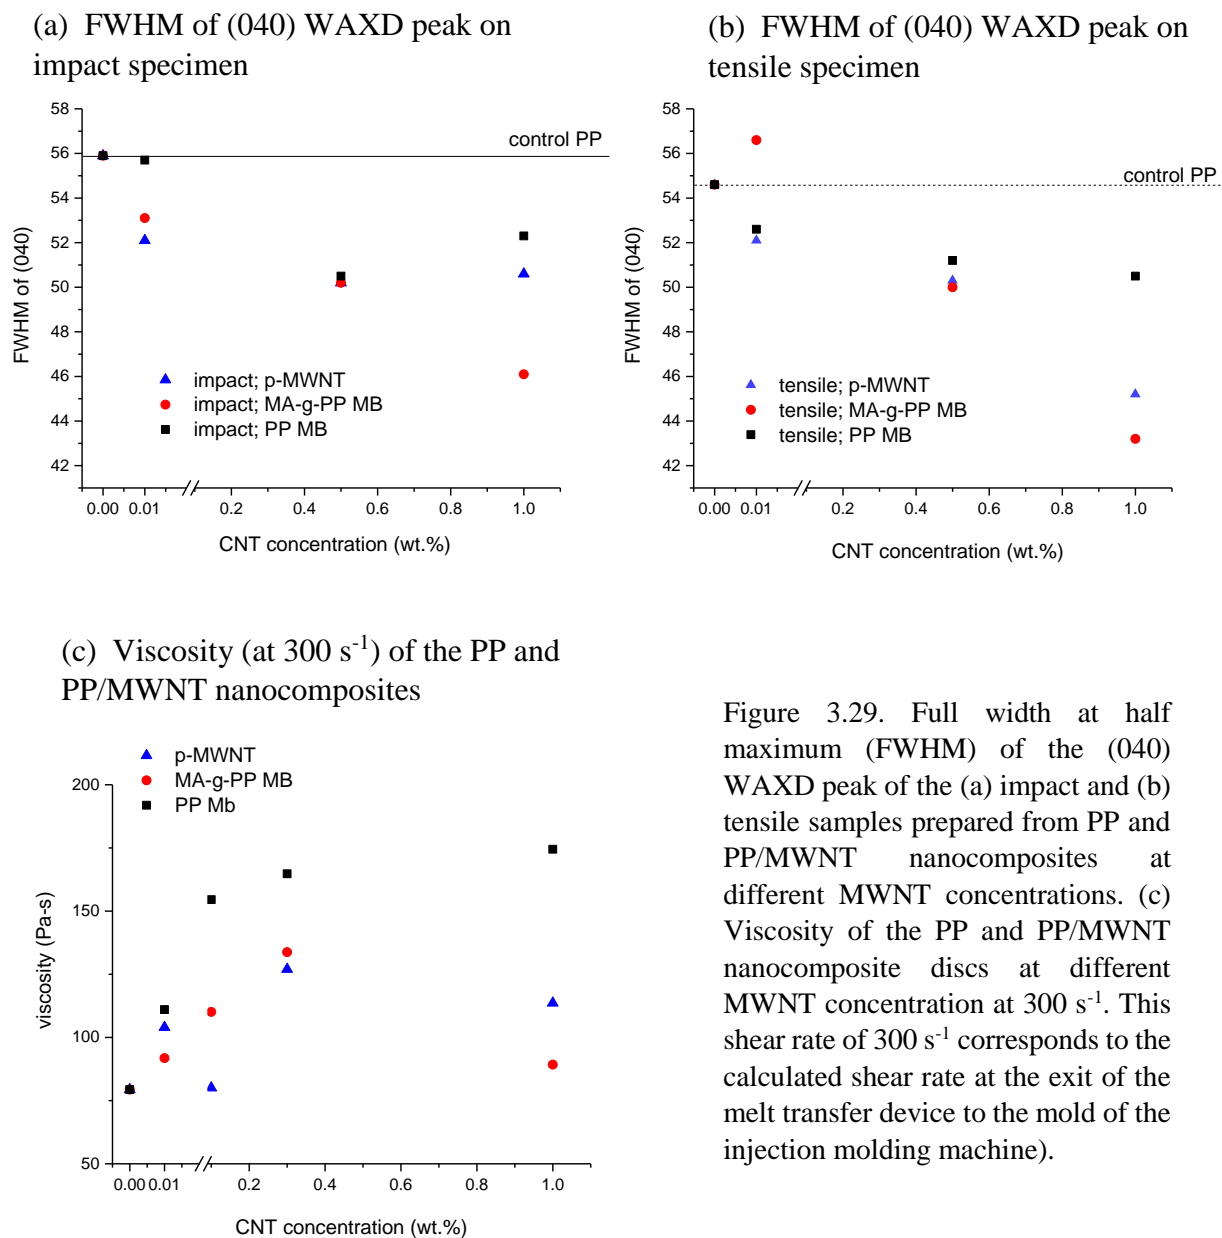 (a) FWHM of (040) WAXD peak on
impact specimen
58
56
54
52
50
48
46
44
42
FWHM of (040)
control PP
impact; p-MWNT
impact; MA-g-PP MB
impact; PP MB
0.00 0.01 0.2 0.4 0.6 0.8 1.0
CNT concentration (wt.%)
(b) FWHM of (040) WAXD peak on
tensile specimen
58
56
54
52
50
48
46
44
42
FWHM of (040)
control PP
tensile; p-MWNT
tensile; MA-g-PP MB
tensile; PP MB
0.00 0.01 0.2 0.4 0.6 0.8 1.0
CNT concentration (wt.%)
(c) Viscosity (at 300 s-1) of the PP and
PP/MWNT nanocomposites
p-MWNT
MA-g-PP MB
PP Mb
200
150
100
50
viscosity (Pa-s)
0.00 0.01 0.2 0.4 0.6 0.8 1.0
CNT concentration (wt.%)
Figure 3.29. Full width at half
maximum (FWHM) of the (040)
WAXD peak of the (a) impact and (b)
tensile samples prepared from PP and
PP/MWNT nanocomposites at
different MWNT concentrations. (c)
Viscosity of the PP and PP/MWNT
nanocomposite discs at different
MWNT concentration at 300 s-1. This
shear rate of 300 s-1 corresponds to the
calculated shear rate at the exit of the
melt transfer device to the mold of the
injection molding machine).